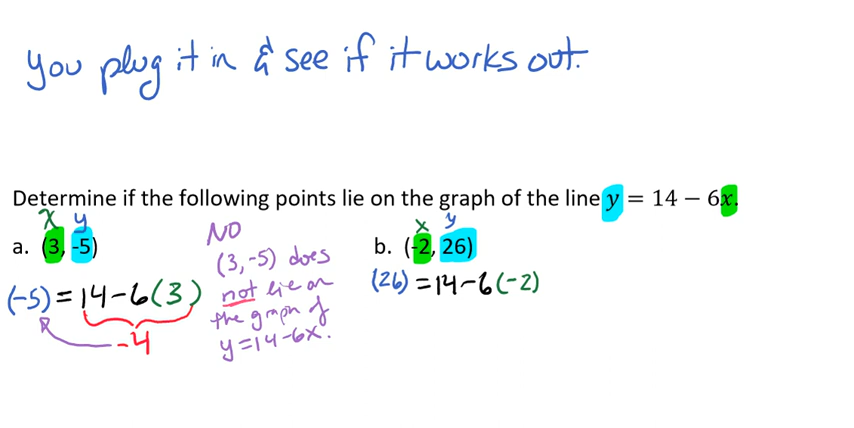 you plug it in & see if it works out.
Determine if the following points lie on the graph of the line y = 14 − 6x.
x y
a. (3, -5)
(-5) = 14 - 6(3)
-4
NO
(3, -5) does
not lie on
the graph of
y = 14 - 6x.
x y
b. (-2, 26)
(26) = 14 - 6(-2)